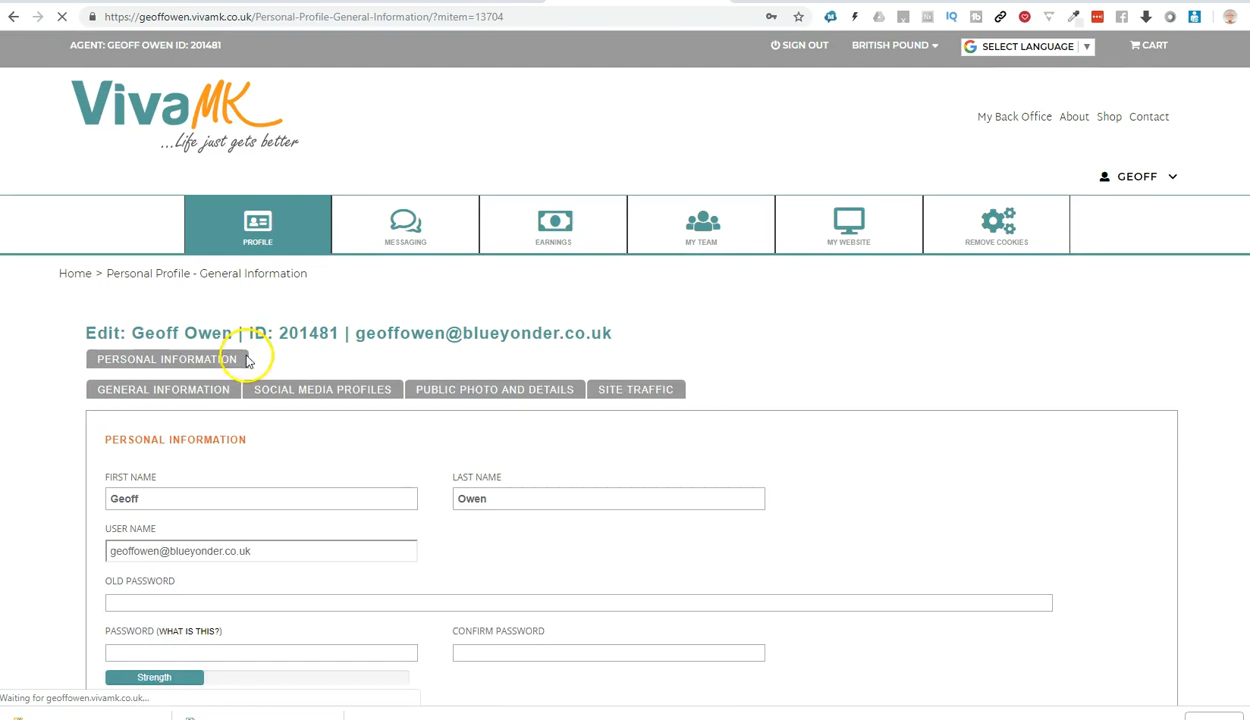 https://geoffowen.vivamk.co.uk/Personal-Profile-General-Information/?mitem=13704
AGENT: GEOFF OWEN ID: 201481
SIGN OUT
BRITISH POUND
SELECT LANGUAGE
CART
VivaMK
...Life just gets better
My Back Office About Shop Contact
GEOFF
PROFILE
MESSAGING
EARNINGS
MY TEAM
MY WEBSITE
REMOVE COOKIES
Home > Personal Profile - General Information
Edit: Geoff Owen | ID: 201481 | geoffowen@blueyonder.co.uk
PERSONAL INFORMATION
GENERAL INFORMATION
SOCIAL MEDIA PROFILES
PUBLIC PHOTO AND DETAILS
SITE TRAFFIC
PERSONAL INFORMATION
FIRST NAME
LAST NAME
Geoff
Owen
USER NAME
geoffowen@blueyonder.co.uk
OLD PASSWORD
PASSWORD (WHAT IS THIS?)
CONFIRM PASSWORD
Strength
Waiting for geoffowen.vivamk.co.uk...